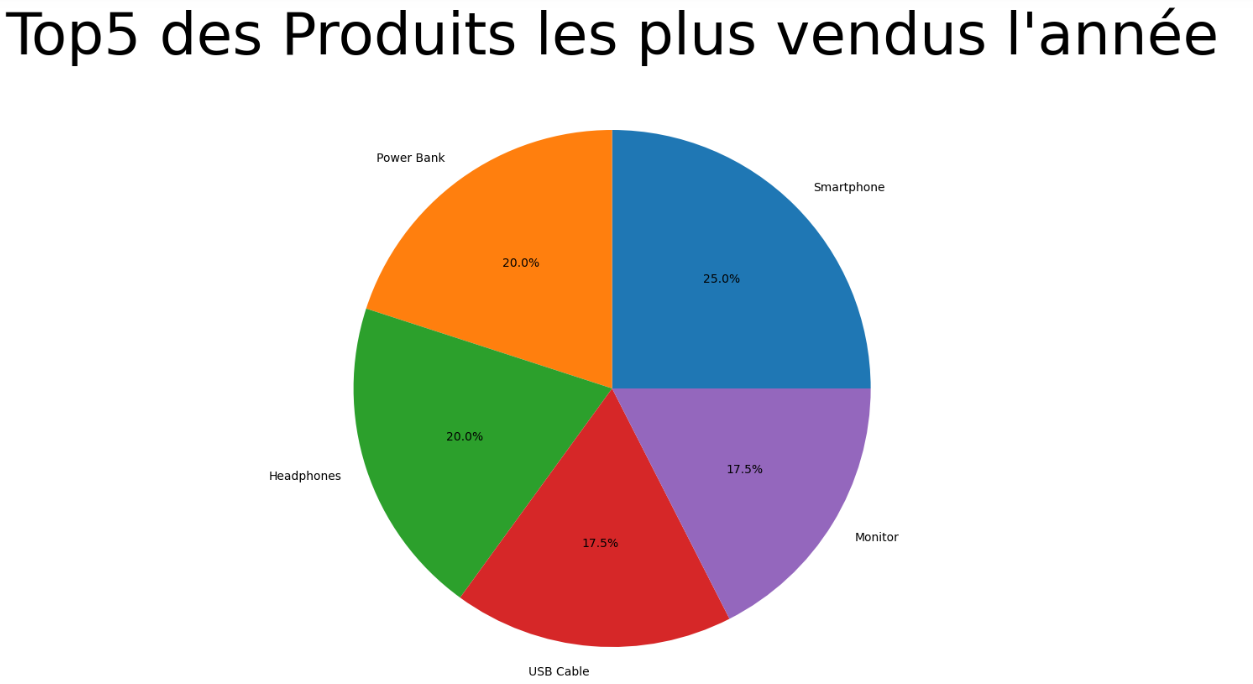 Top5 des Produits les plus vendus l'année
Power Bank
Smartphone
20.0%
25.0%
20.0%
17.5%
Headphones
17.5%
Monitor
USB Cable